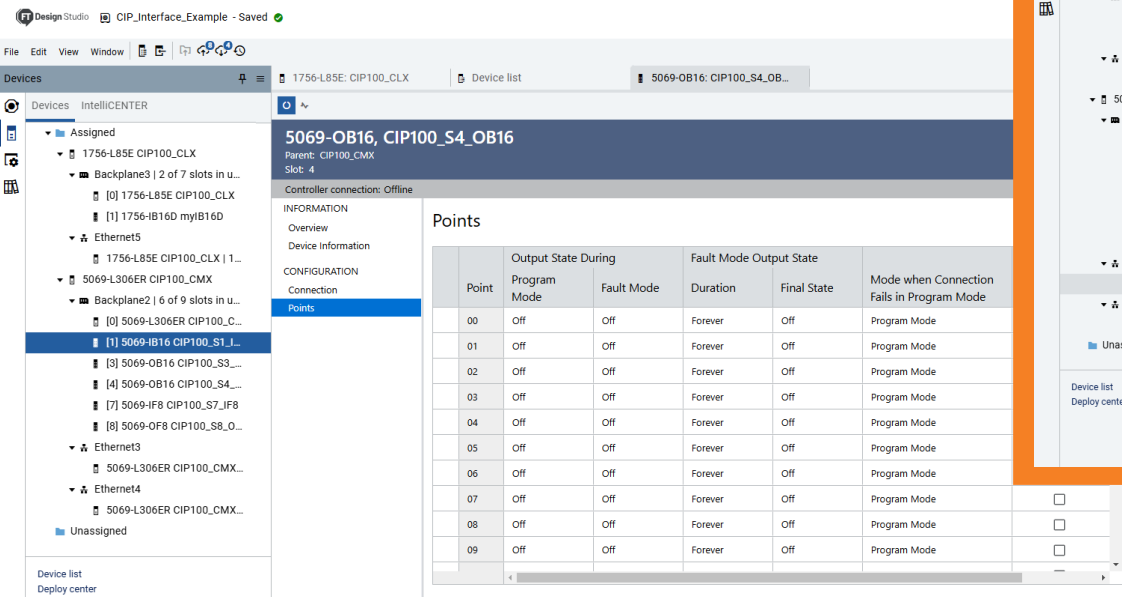 FT Design Studio CIP_Interface_Example - Saved
File Edit View Window 8 4
Devices
1756-L85E: CIP100_CLX
Device list
5069-OB16: CIP100_S4_OB...
Devices IntelliCENTER
Assigned
1756-L85E CIP100_CLX
Backplane3 | 2 of 7 slots in u...
[0] 1756-L85E CIP100_CLX
[1] 1756-IB16D myIB16D
Ethernet5
1756-L85E CIP100_CLX | 1...
5069-L306ER CIP100_CMX
Backplane2 | 6 of 9 slots in u...
[0] 5069-L306ER CIP100_C...
[1] 5069-IB16 CIP100_S1_I...
[3] 5069-OB16 CIP100_S3_...
[4] 5069-OB16 CIP100_S4_...
[7] 5069-IF8 CIP100_S7_IF8
[8] 5069-OF8 CIP100_S8_O...
Ethernet3
5069-L306ER CIP100_CMX...
Ethernet4
5069-L306ER CIP100_CMX...
Unassigned
Device list
Deploy center
5069-OB16, CIP100_S4_OB16
Parent: CIP100_CMX
Slot: 4
Controller connection: Offline
INFORMATION
Overview
Device Information
CONFIGURATION
Connection
Points
Points
Output State During Fault Mode Output State
Point Program Mode Fault Mode Duration Final State Mode when Connection Fails in Program Mode
00 Off Off Forever Off Program Mode
01 Off Off Forever Off Program Mode
02 Off Off Forever Off Program Mode
03 Off Off Forever Off Program Mode
04 Off Off Forever Off Program Mode
05 Off Off Forever Off Program Mode
06 Off Off Forever Off Program Mode
07 Off Off Forever Off Program Mode
08 Off Off Forever Off Program Mode
09 Off Off Forever Off Program Mode
Device list